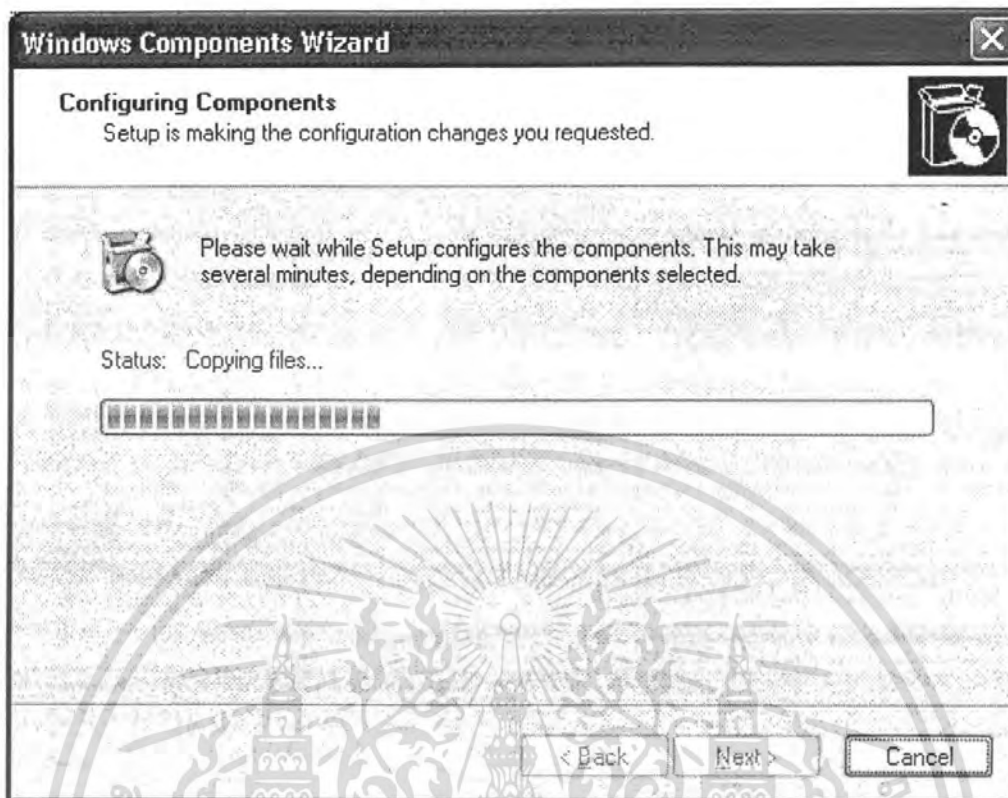 Windows Components Wizard
Configuring Components
Setup is making the configuration changes you requested.
Please wait while Setup configures the components. This may take
several minutes, depending on the components selected.
Status: Copying files...
< Back Next > Cancel